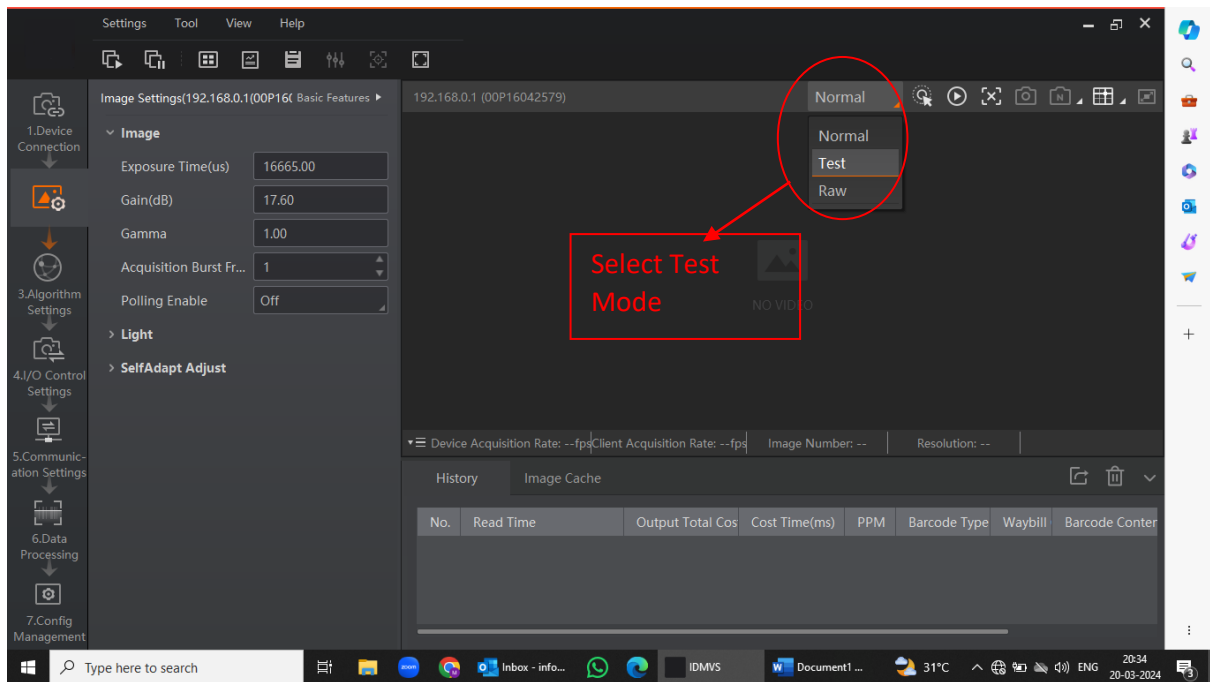 Settings Tool View Help
Image Settings(192.168.0.1(00P16( Basic Features
192.168.0.1 (00P16042579)
Normal
Normal
Test
Raw
1.Device
Connection
3.Algorithm
Settings
4.I/O Control
Settings
5.Communic-
ation Settings
6.Data
Processing
7.Config
Management
Image
Exposure Time(us) 16665.00
Gain(dB) 17.60
Gamma 1.00
Acquisition Burst Fr... 1
Polling Enable Off
Light
SelfAdapt Adjust
Select Test
Mode
NO VIDEO
Device Acquisition Rate: --fps Client Acquisition Rate: --fps Image Number: -- Resolution: --
History Image Cache
No. Read Time Output Total Cos Cost Time(ms) PPM Barcode Type Waybill Barcode Conter
Type here to search
zoom
Inbox - info...
IDMVS
Document1 ...
31°C
ENG
20:34
20-03-2024
3